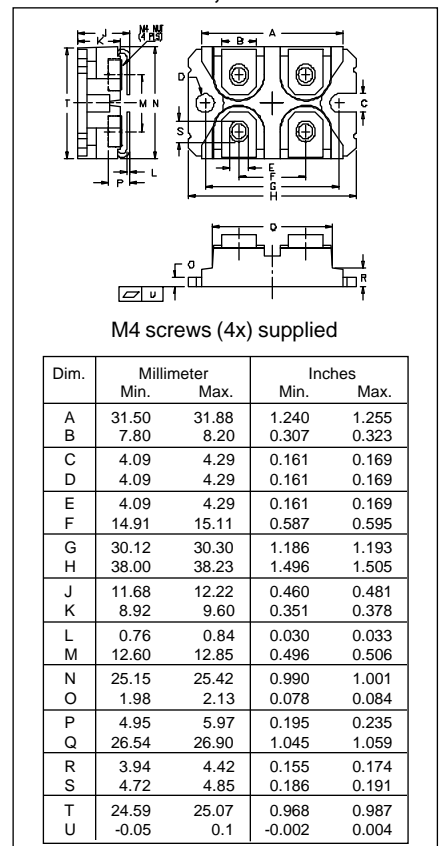 J
K
M4 NUT
(4 PLS)
A
B
D
T
M
N
C
S
L
P
E
F
G
H
Q
O
R
U
M4 screws (4x) supplied
Dim. Millimeter Inches
Min. Max. Min. Max.
A 31.50 31.88 1.240 1.255
B 7.80 8.20 0.307 0.323
C 4.09 4.29 0.161 0.169
D 4.09 4.29 0.161 0.169
E 4.09 4.29 0.161 0.169
F 14.91 15.11 0.587 0.595
G 30.12 30.30 1.186 1.193
H 38.00 38.23 1.496 1.505
J 11.68 12.22 0.460 0.481
K 8.92 9.60 0.351 0.378
L 0.76 0.84 0.030 0.033
M 12.60 12.85 0.496 0.506
N 25.15 25.42 0.990 1.001
O 1.98 2.13 0.078 0.084
P 4.95 5.97 0.195 0.235
Q 26.54 26.90 1.045 1.059
R 3.94 4.42 0.155 0.174
S 4.72 4.85 0.186 0.191
T 24.59 25.07 0.968 0.987
U -0.05 0.1 -0.002 0.004